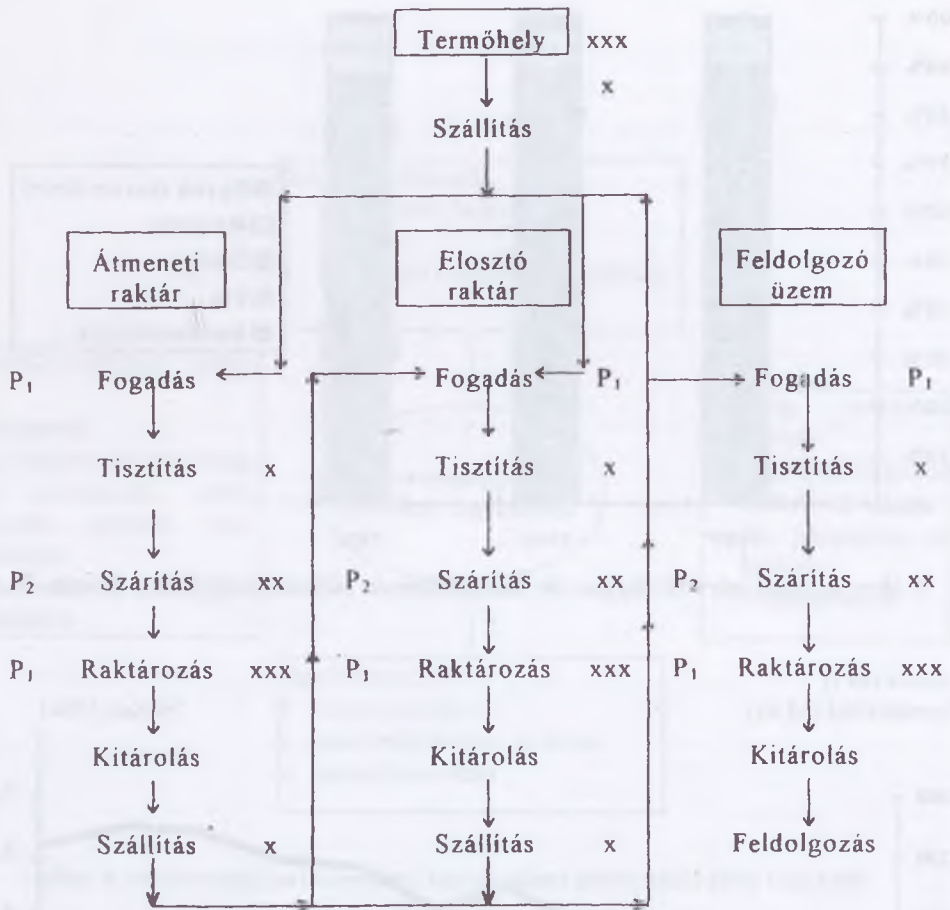 Termőhely xxx
x
Szállítás
Átmeneti
raktár
Elosztó
raktár
Feldolgozó
üzem
P₁ Fogadás
Fogadás P₁
Fogadás P₁
Tisztítás x
Tisztítás x
Tisztítás x
P₂ Szárítás xx
P₂ Szárítás xx
P₂ Szárítás xx
P₁ Raktározás xxx
P₁ Raktározás xxx
P₁ Raktározás xxx
Kitárolás
Kitárolás
Kitárolás
Szállítás x
Szállítás x
Feldolgozás